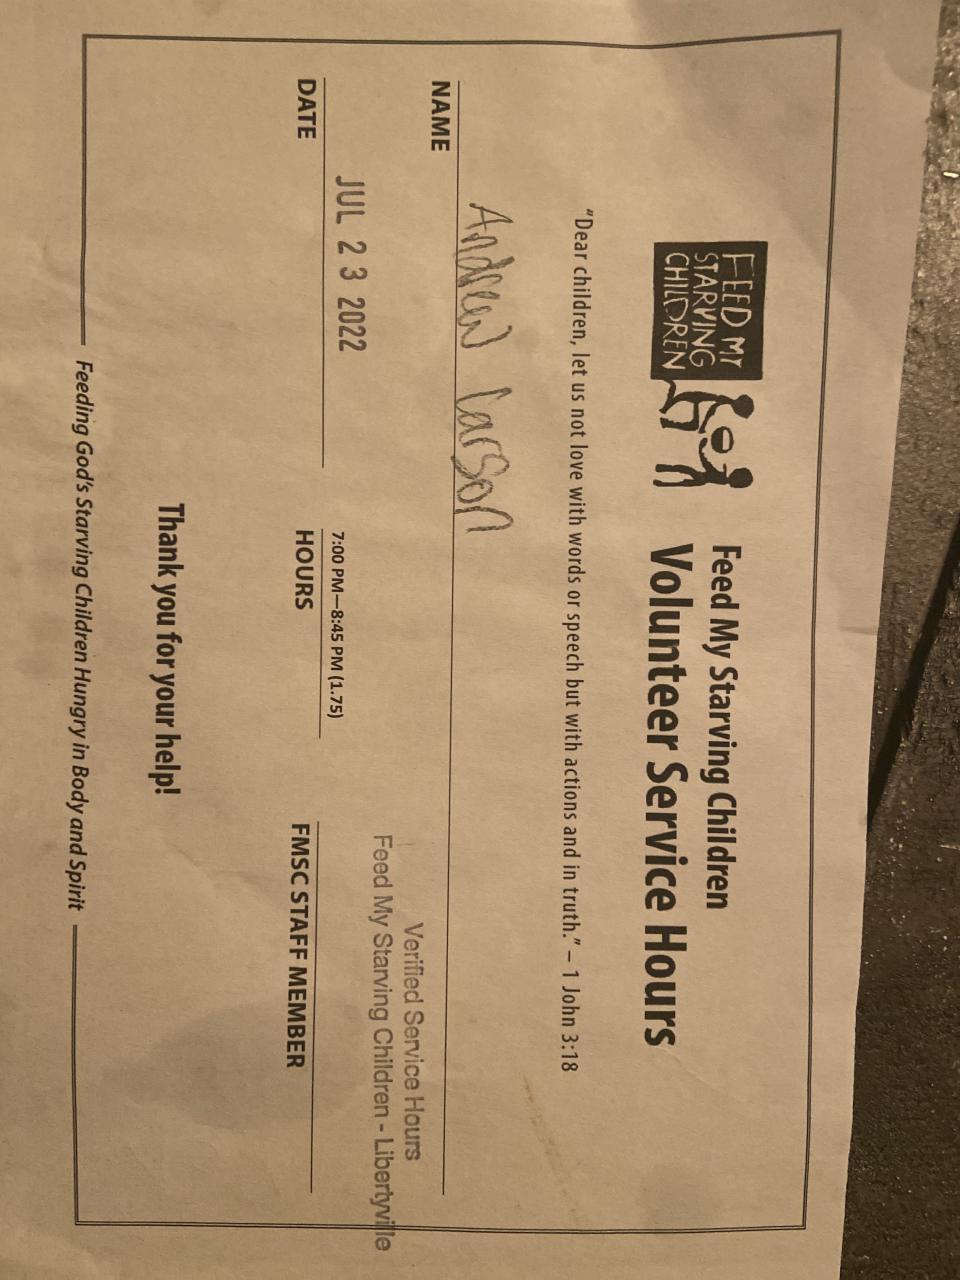 FEED MY
STARVING
CHILDREN
Feed My Starving Children
Volunteer Service Hours
“Dear children, let us not love with words or speech but with actions and in truth.” – 1 John 3:18
Andrew Carson
NAME
Verified Service Hours
Feed My Starving Children - Libertyville
JUL 23 2022
7:00 PM—8:45 PM (1.75)
DATE
HOURS
FMSC STAFF MEMBER
Thank you for your help!
Feeding God's Starving Children Hungry in Body and Spirit